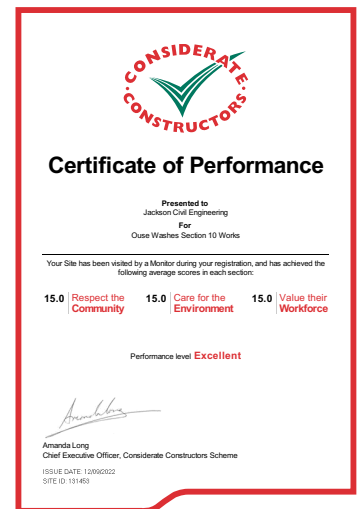 CONSIDERATE
CONSTRUCTORS
Certificate of Performance
Presented to
Jackson Civil Engineering
For
Ouse Washes Section 10 Works
Your Site has been visited by a Monitor during your registration, and has achieved the
following average scores in each section:
15.0 Respect the
Community
15.0 Care for the
Environment
15.0 Value their
Workforce
Performance level Excellent
Amanda Long
Amanda Long
Chief Executive Officer, Considerate Constructors Scheme
ISSUE DATE: 12/09/2022
SITE ID: 131453